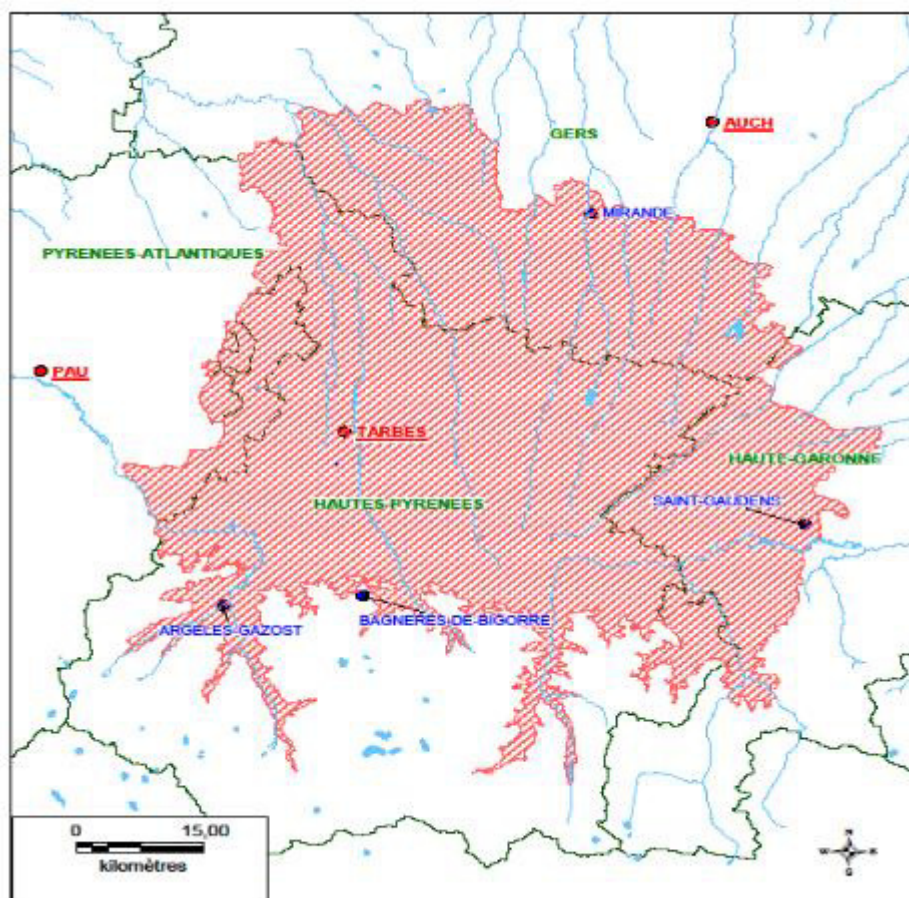 AUCH
GERS
MIRANDE
PYRENEES-ATLANTIQUES
PAU
TARBES
HAUTE-GARONNE
HAUTES-PYRENEES
SAINT-GAUDENS
ARGELES-GAZOST
BAGNERES-DE-BIGORRE
0 15,00
kilomètres
N
W E
S